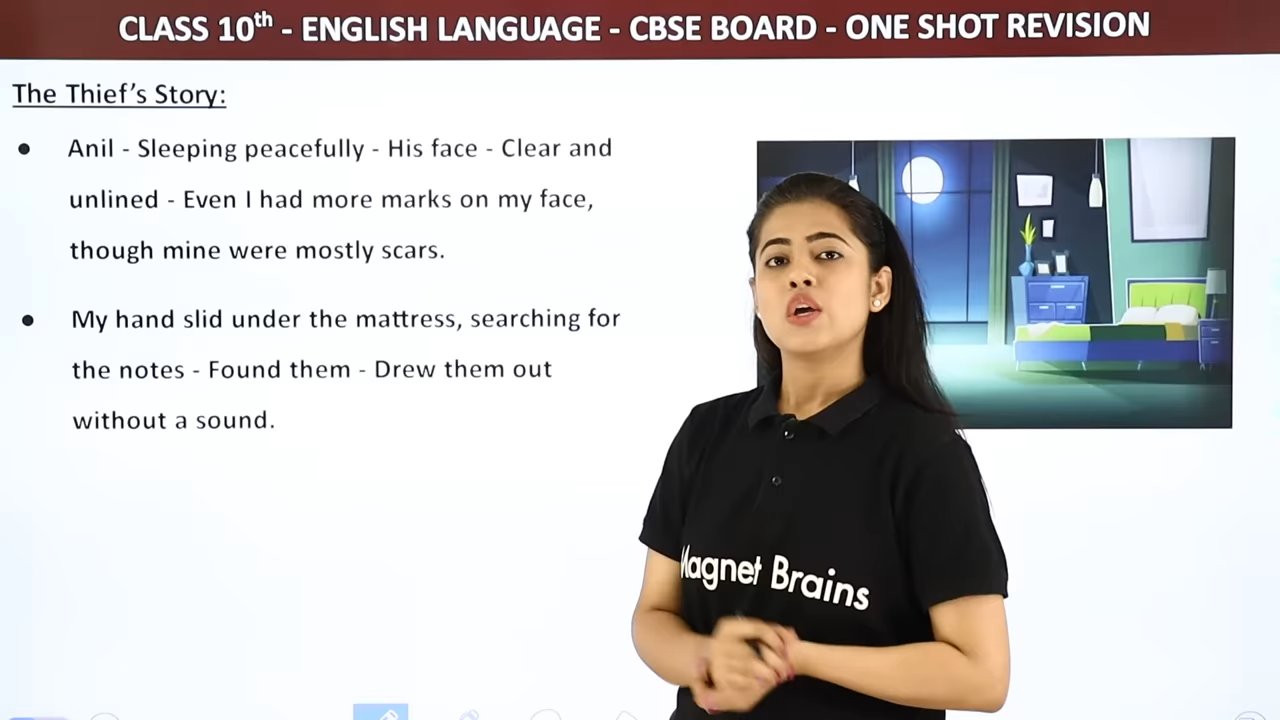 CLASS 10th - ENGLISH LANGUAGE - CBSE BOARD - ONE SHOT REVISION
The Thief's Story:
● Anil - Sleeping peacefully - His face - Clear and
unlined - Even I had more marks on my face,
though mine were mostly scars.
● My hand slid under the mattress, searching for
the notes - Found them - Drew them out
without a sound.
Magnet Brains